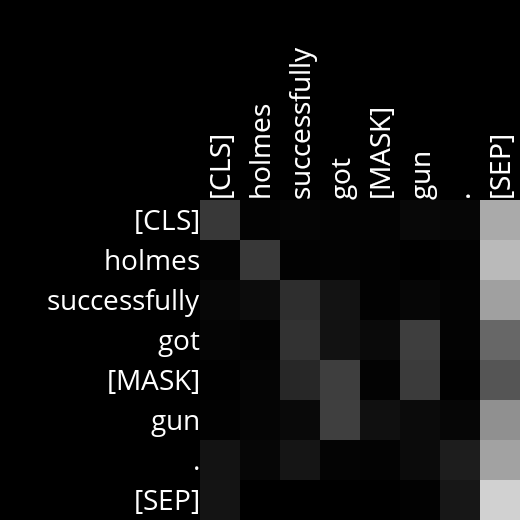 [CLS] holmes successfully got [MASK] gun . [SEP]
[CLS]
holmes
successfully
got
[MASK]
gun
.
[SEP]